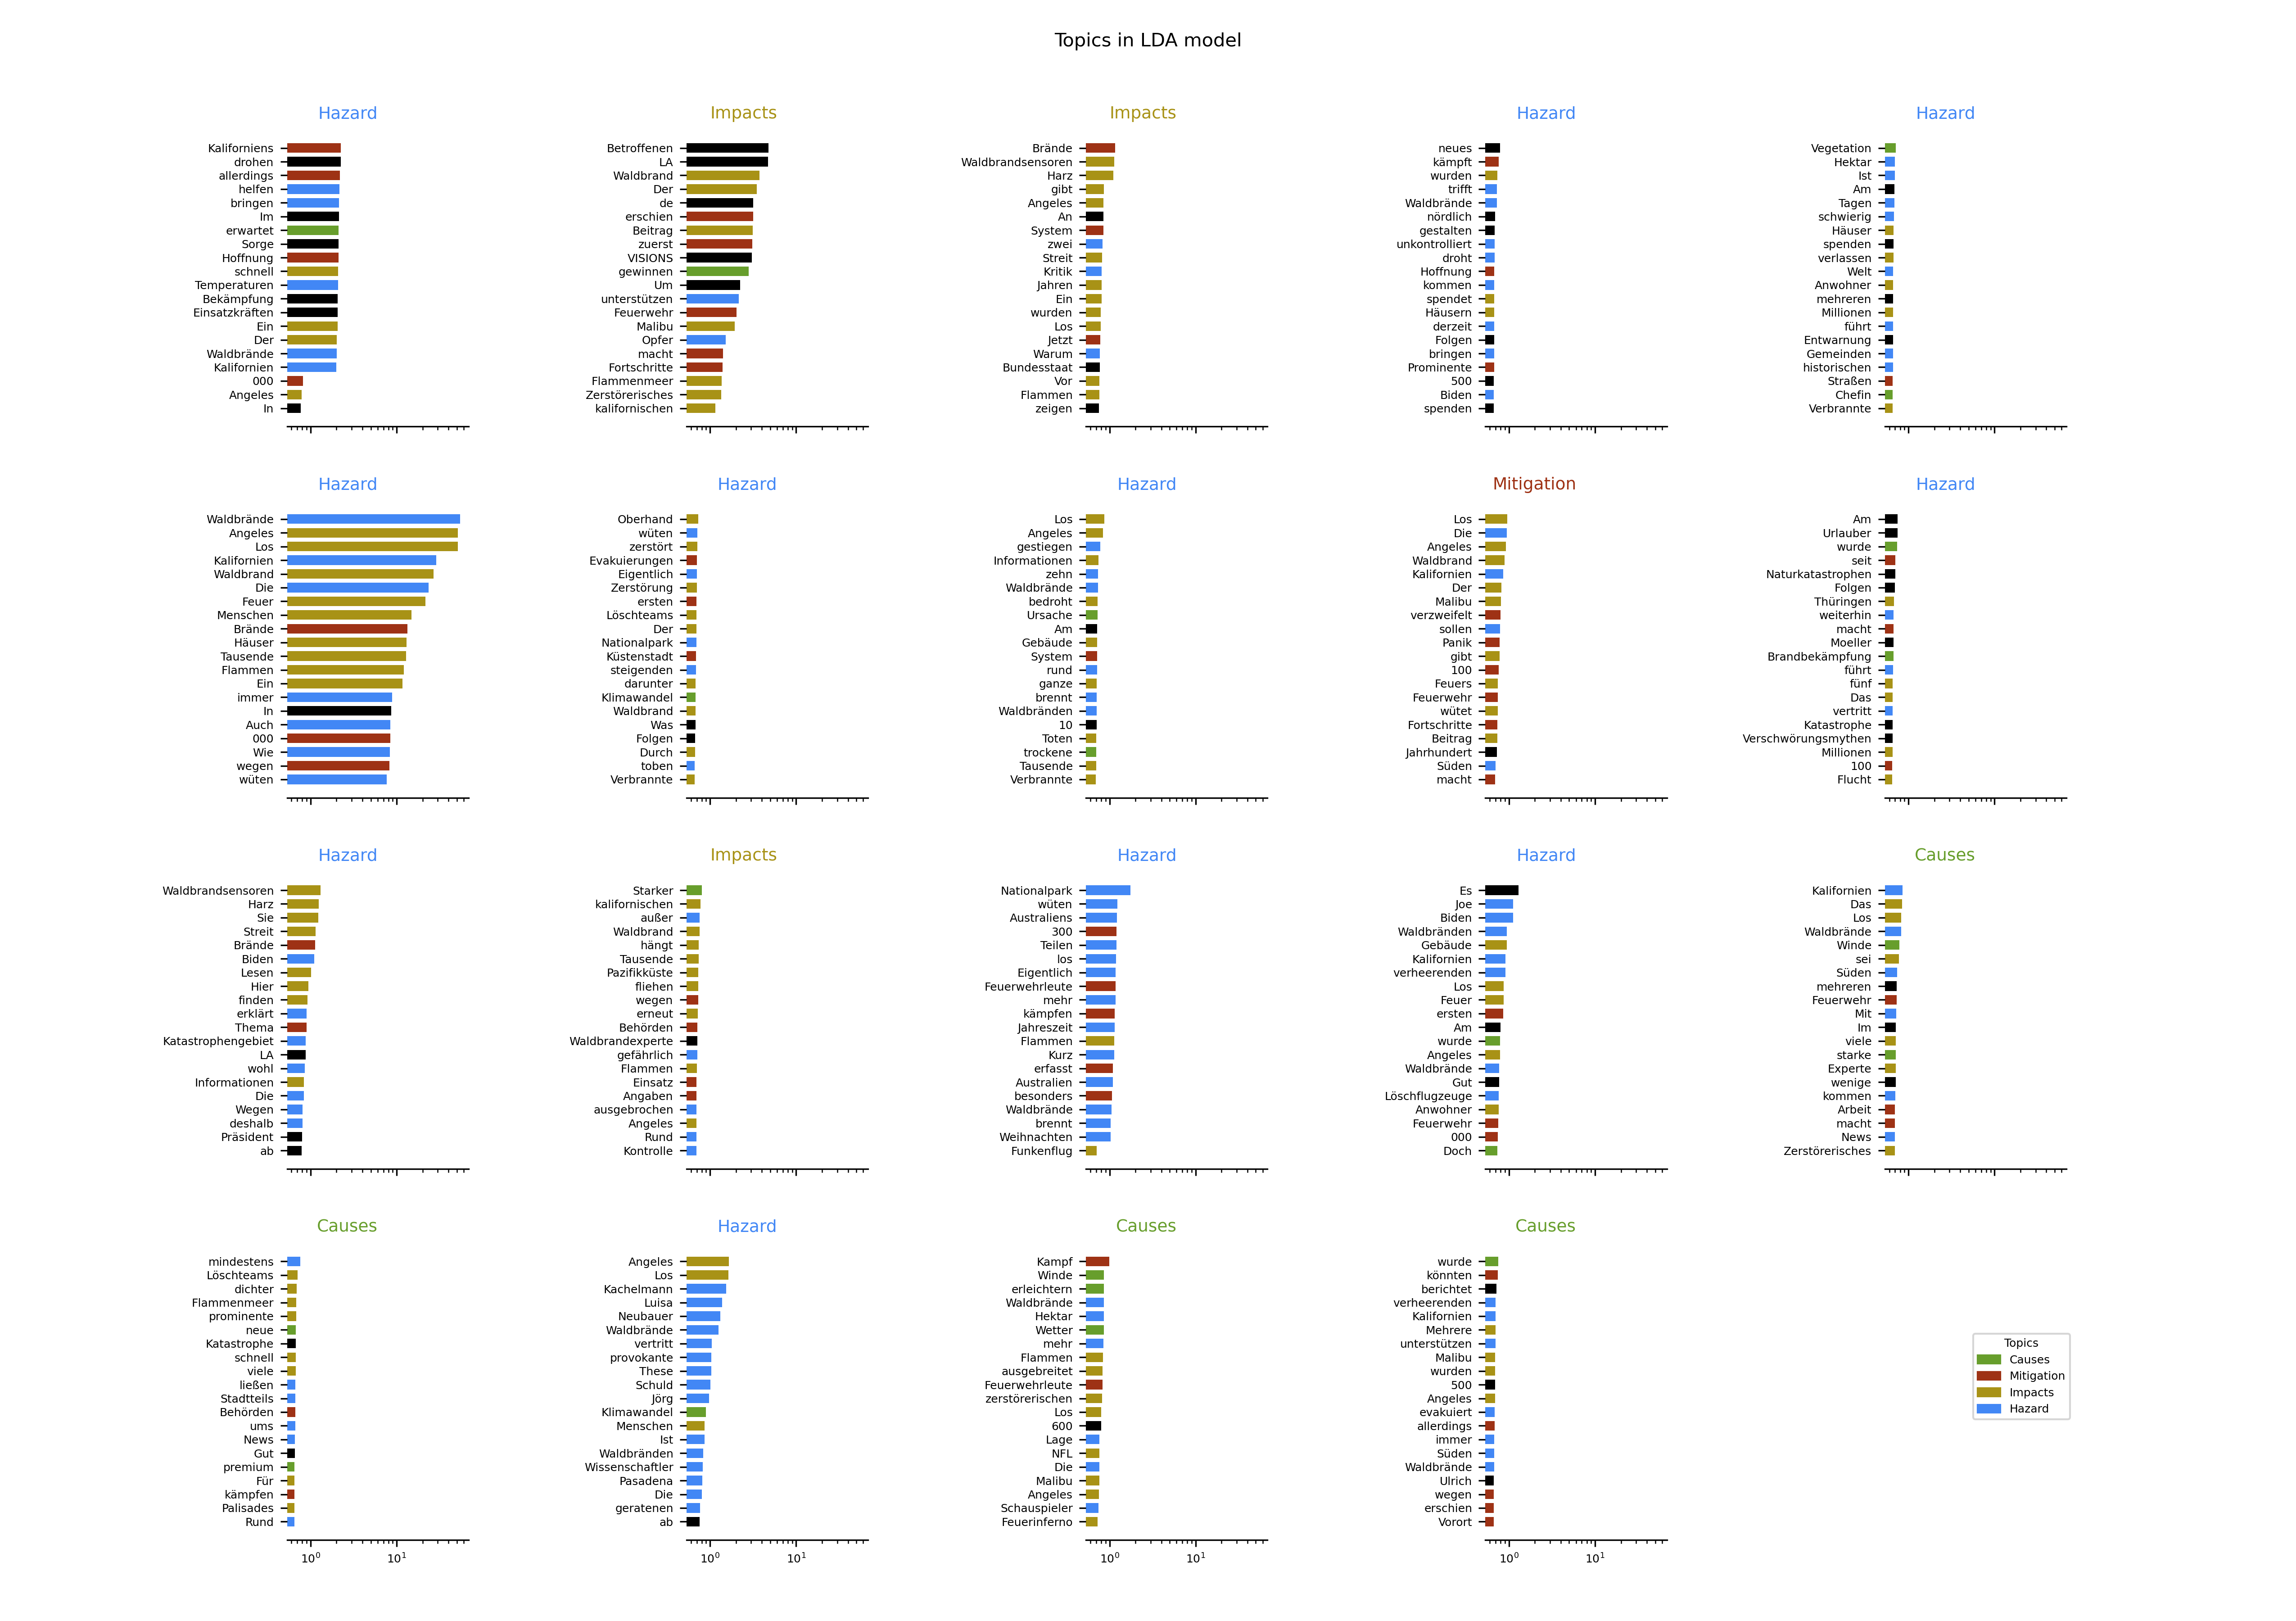 Topics in LDA model
Hazard
Kaliforniens
drohen
allerdings
helfen
bringen
Im
erwartet
Sorge
Hoffnung
schnell
Temperaturen
Bekämpfung
Einsatzkräften
Ein
Der
Waldbrände
Kalifornien
000
Angeles
In
Impacts
Betroffenen
LA
Waldbrand
Der
de
erschien
Beitrag
zuerst
VISIONS
gewinnen
Um
unterstützen
Feuerwehr
Malibu
Opfer
macht
Fortschritte
Flammenmeer
Zerstörerisches
kalifornischen
Impacts
Brände
Waldbrandsensoren
Harz
gibt
Angeles
An
System
zwei
Streit
Kritik
Jahren
Ein
wurden
Los
Jetzt
Warum
Bundesstaat
Vor
Flammen
zeigen
Hazard
neues
kämpft
wurden
trifft
Waldbrände
nördlich
gestalten
unkontrolliert
droht
Hoffnung
kommen
spendet
Häusern
derzeit
Folgen
bringen
Prominente
500
Biden
spenden
Hazard
Vegetation
Hektar
Ist
Am
Tagen
schwierig
Häuser
spenden
verlassen
Welt
Anwohner
mehreren
Millionen
führt
Entwarnung
Gemeinden
historischen
Straßen
Chefin
Verbrannte
Hazard
Waldbrände
Angeles
Los
Kalifornien
Waldbrand
Die
Feuer
Menschen
Brände
Häuser
Tausende
Flammen
Ein
immer
In
Auch
000
Wie
wegen
wüten
Hazard
Oberhand
wüten
zerstört
Evakuierungen
Eigentlich
Zerstörung
ersten
Löschteams
Der
Nationalpark
Küstenstadt
steigenden
darunter
Klimawandel
Waldbrand
Was
Folgen
Durch
toben
Verbrannte
Hazard
Los
Angeles
gestiegen
Informationen
zehn
Waldbrände
bedroht
Ursache
Am
Gebäude
System
rund
ganze
brennt
Waldbränden
10
Toten
trockene
Tausende
Verbrannte
Mitigation
Los
Die
Angeles
Waldbrand
Kalifornien
Der
Malibu
verzweifelt
sollen
Panik
gibt
100
Feuers
Feuerwehr
wütet
Fortschritte
Beitrag
Jahrhundert
Süden
macht
Hazard
Am
Urlauber
wurde
seit
Naturkatastrophen
Folgen
Thüringen
weiterhin
macht
Moeller
Brandbekämpfung
führt
fünf
Das
vertritt
Katastrophe
Verschwörungsmythen
Millionen
100
Flucht
Hazard
Waldbrandsensoren
Harz
Sie
Streit
Brände
Biden
Lesen
Hier
finden
erklärt
Thema
Katastrophengebiet
LA
wohl
Informationen
Die
Wegen
deshalb
Präsident
ab
Impacts
Starker
kalifornischen
außer
Waldbrand
hängt
Tausende
Pazifikküste
fliehen
wegen
erneut
Behörden
Waldbrandexperte
gefährlich
Flammen
Einsatz
Angaben
ausgebrochen
Angeles
Rund
Kontrolle
Hazard
Nationalpark
wüten
Australiens
300
Teilen
los
Eigentlich
Feuerwehrleute
mehr
kämpfen
Jahreszeit
Flammen
Kurz
erfasst
Australien
besonders
Waldbrände
brennt
Weihnachten
Funkenflug
Hazard
Es
Joe
Biden
Waldbränden
Gebäude
Kalifornien
verheerenden
Los
Feuer
ersten
Am
wurde
Angeles
Waldbrände
Gut
Löschflugzeuge
Anwohner
Feuerwehr
000
Doch
Causes
Kalifornien
Das
Los
Waldbrände
Winde
sei
Süden
mehreren
Feuerwehr
Mit
Im
viele
starke
Experte
wenige
kommen
Arbeit
macht
News
Zerstörerisches
Causes
mindestens
Löschteams
dichter
Flammenmeer
prominente
neue
Katastrophe
schnell
viele
ließen
Stadtteils
Behörden
ums
News
Gut
premium
Für
kämpfen
Palisades
Rund
10⁰ 10¹
Hazard
Angeles
Los
Kachelmann
Luisa
Neubauer
Waldbrände
vertritt
provokante
These
Schuld
Jörg
Klimawandel
Menschen
Ist
Waldbränden
Wissenschaftler
Pasadena
Die
geratenen
ab
10⁰ 10¹
Causes
Kampf
Winde
erleichtern
Waldbrände
Hektar
Wetter
mehr
Flammen
ausgebreitet
Feuerwehrleute
zerstörerischen
Los
600
Lage
NFL
Die
Malibu
Angeles
Schauspieler
Feuerinferno
10⁰ 10¹
Causes
wurde
könnten
berichtet
verheerenden
Kalifornien
Mehrere
unterstützen
Malibu
wurden
500
Angeles
evakuiert
allerdings
immer
Süden
Waldbrände
Ulrich
wegen
erschien
Vorort
10⁰ 10¹
Topics
Causes
Mitigation
Impacts
Hazard